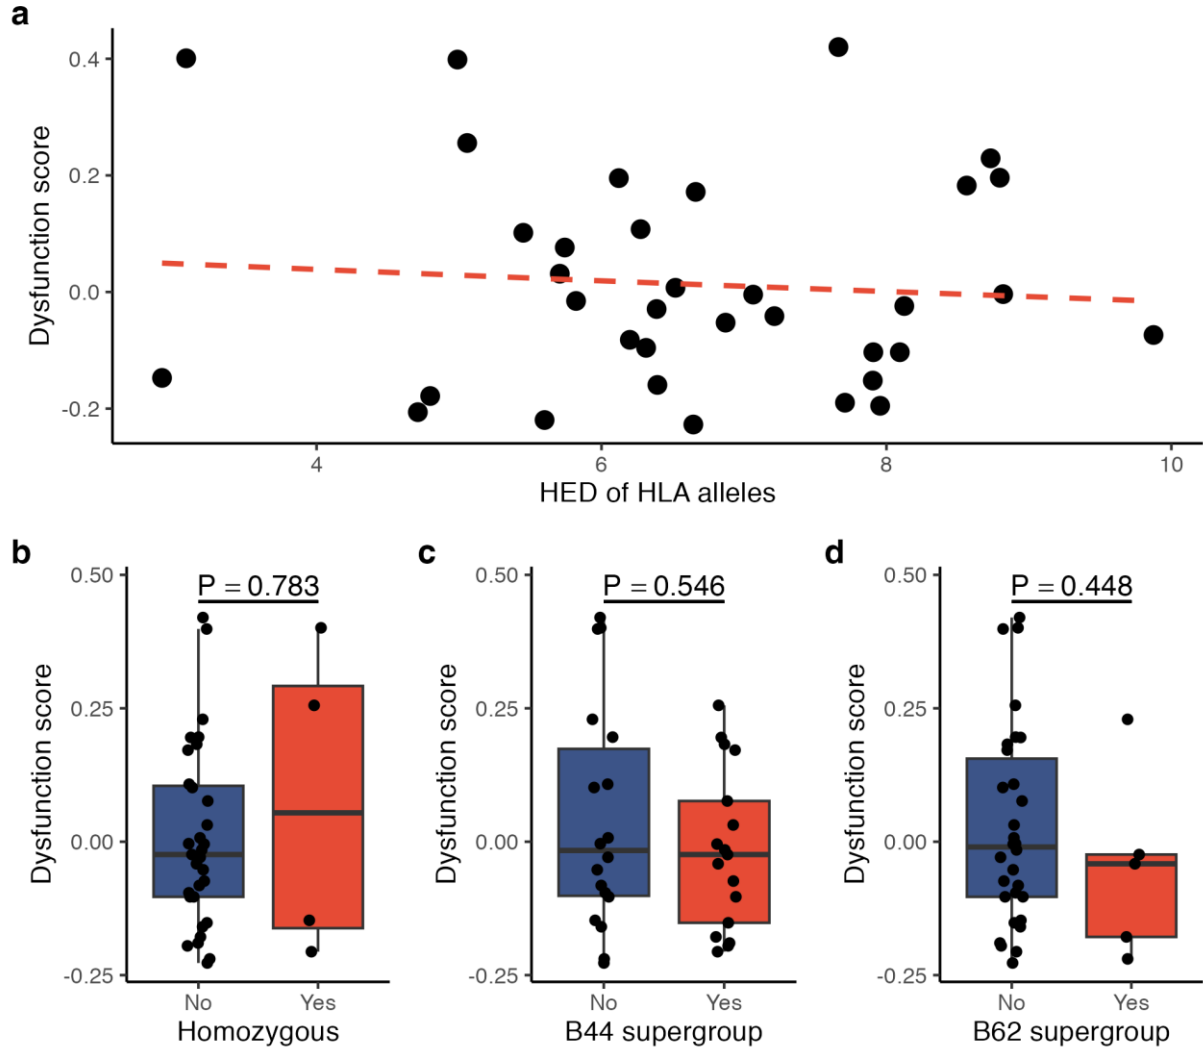 a
Dysfunction score
0.4
0.2
0.0
-0.2
4 6 8 10
HED of HLA alleles
b
Dysfunction score
0.50
0.25
0.00
-0.25
P = 0.783
No Yes
Homozygous
c
Dysfunction score
0.50
0.25
0.00
-0.25
P = 0.546
No Yes
B44 supergroup
d
Dysfunction score
0.50
0.25
0.00
-0.25
P = 0.448
No Yes
B62 supergroup